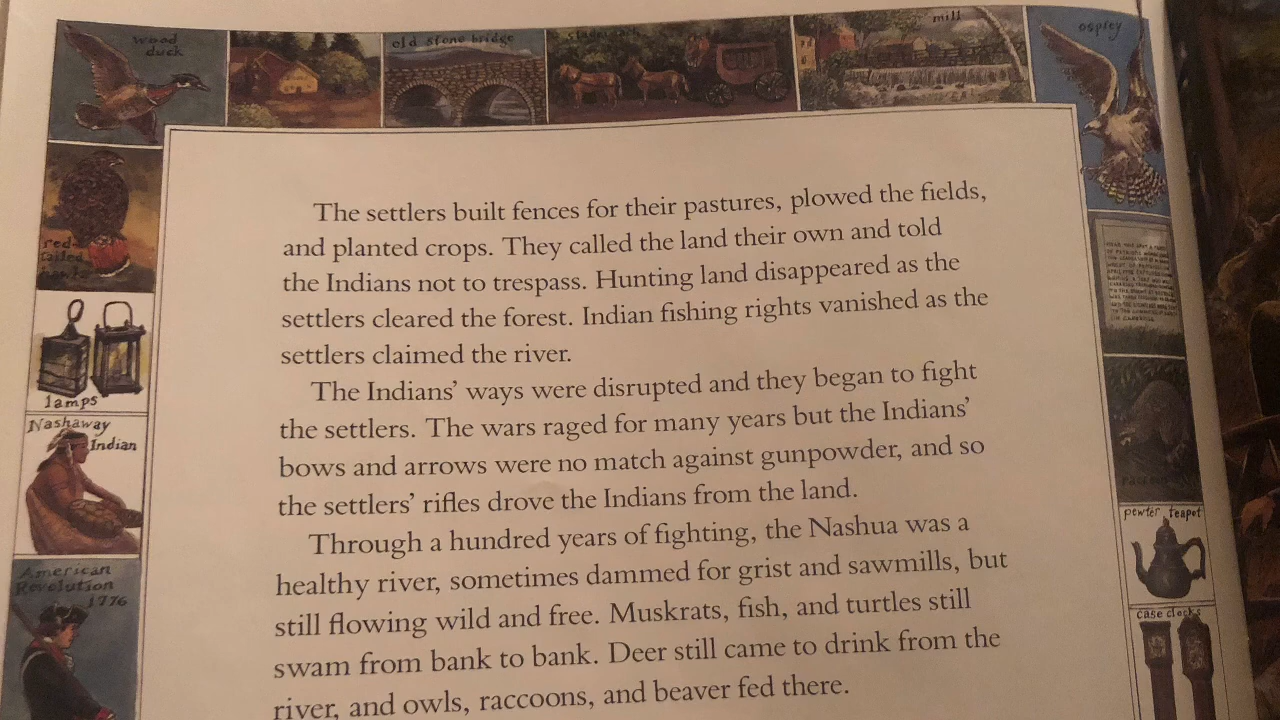 wood
duck
old stone bridge
mill
osprey
red-
tailed
lamps
Nashaway
Indian
American
Revolution
1776
The settlers built fences for their pastures, plowed the fields,
and planted crops. They called the land their own and told
the Indians not to trespass. Hunting land disappeared as the
settlers cleared the forest. Indian fishing rights vanished as the
settlers claimed the river.
The Indians' ways were disrupted and they began to fight
the settlers. The wars raged for many years but the Indians'
bows and arrows were no match against gunpowder, and so
the settlers' rifles drove the Indians from the land.
Through a hundred years of fighting, the Nashua was a
healthy river, sometimes dammed for grist and sawmills, but
still flowing wild and free. Muskrats, fish, and turtles still
swam from bank to bank. Deer still came to drink from the
river, and owls, raccoons, and beaver fed there.
pewter teapot
case clocks